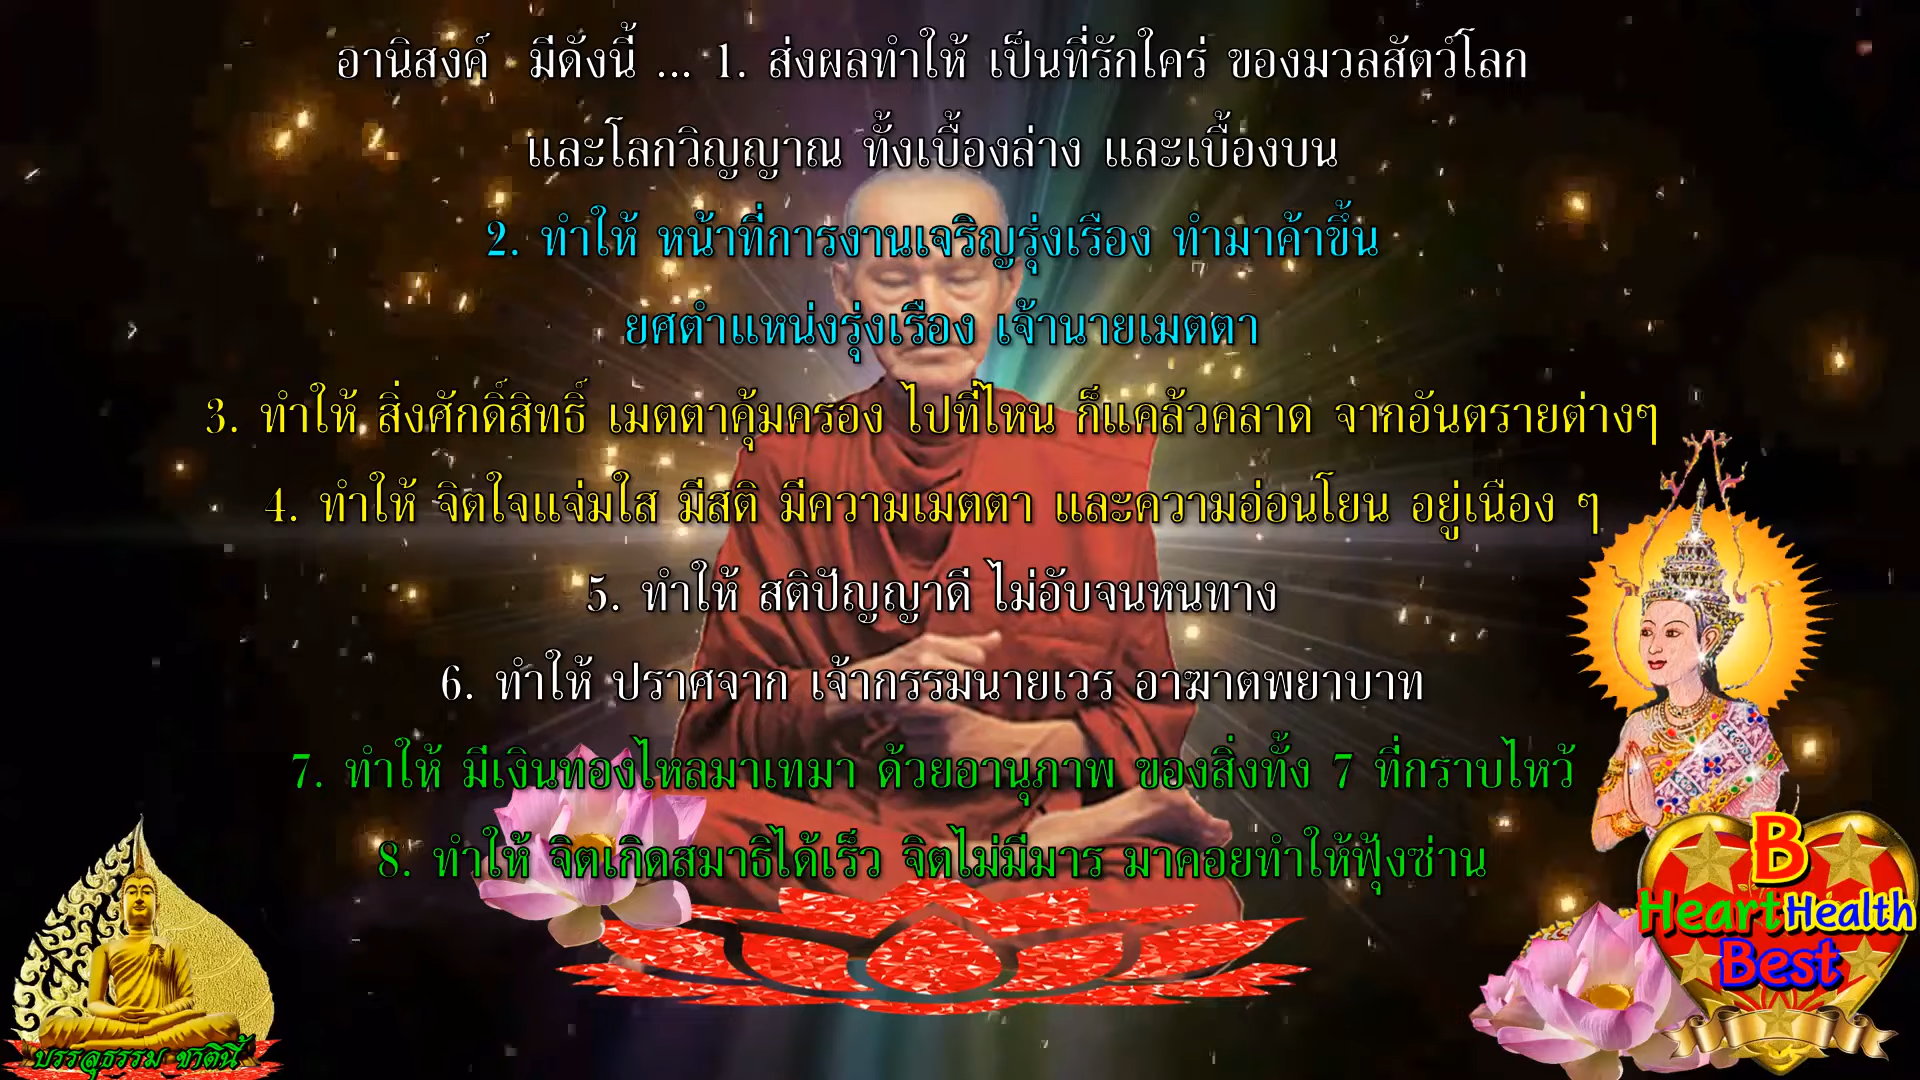 อานิสงค์ มีดังนี้ ... 1. ส่งผลทำให้ เป็นที่รักใคร่ ของมวลสัตว์โลก
และโลกวิญญาณ ทั้งเบื้องล่าง และเบื้องบน
2. ทำให้ หน้าที่การงานเจริญรุ่งเรือง ทำมาค้าขึ้น
ยศตำแหน่งรุ่งเรือง เจ้านายเมตตา
3. ทำให้ สิ่งศักดิ์สิทธิ์ เมตตาคุ้มครอง ไปที่ไหน ก็แคล้วคลาด จากอันตรายต่างๆ
4. ทำให้ จิตใจแจ่มใส มีสติ มีความเมตตา และความอ่อนโยน อยู่เนือง ๆ
5. ทำให้ สติปัญญาดี ไม่อับจนหนทาง
6. ทำให้ ปราศจาก เจ้ากรรมนายเวร อาฆาตพยาบาท
7. ทำให้ มีเงินทองไหลมาเทมา ด้วยอานุภาพ ของสิ่งทั้ง 7 ที่กราบไหว้
8. ทำให้ จิตเกิดสมาธิได้เร็ว จิตไม่มีมาร มาคอยทำให้ฟุ้งซ่าน
B
Heart Health
Best
บรรลุธรรม ชาตินี้